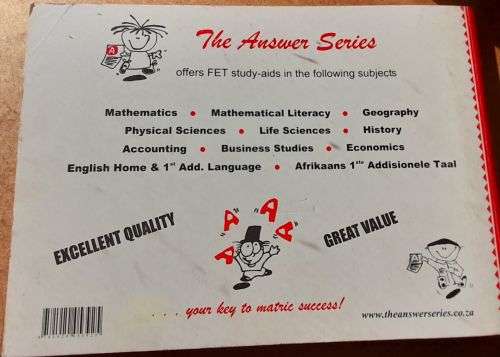 The Answer Series
offers FET study-aids in the following subjects
Mathematics • Mathematical Literacy • Geography
Physical Sciences • Life Sciences • History
Accounting • Business Studies • Economics
English Home & 1st Add. Language • Afrikaans 1ste Addisionele Taal
EXCELLENT QUALITY
A A A A
GREAT VALUE
. . . your key to matric success!
www.theanswerseries.co.za